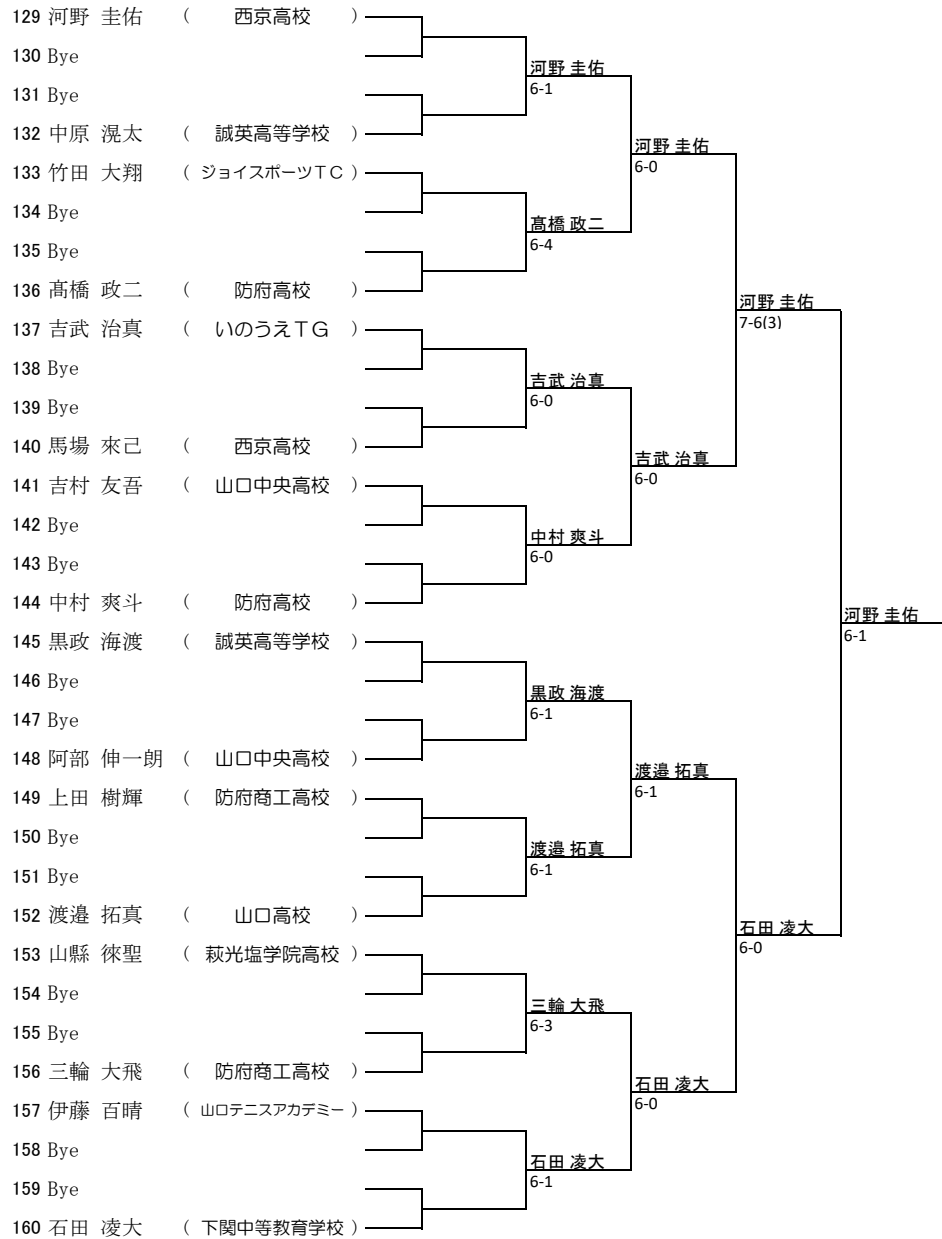 129 河野 圭佑 ( 西京高校 )
130 Bye
河野 圭佑
6-1
131 Bye
132 中原 滉太 ( 誠英高等学校 )
河野 圭佑
6-0
133 竹田 大翔 ( ジョイスポーツTC )
134 Bye
髙橋 政二
6-4
135 Bye
136 髙橋 政二 ( 防府高校 )
河野 圭佑
7-6(3)
137 吉武 治真 ( いのうえTG )
138 Bye
吉武 治真
6-0
139 Bye
140 馬場 來己 ( 西京高校 )
吉武 治真
6-0
141 吉村 友吾 ( 山口中央高校 )
142 Bye
中村 爽斗
6-0
143 Bye
144 中村 爽斗 ( 防府高校 )
河野 圭佑
6-1
145 黒政 海渡 ( 誠英高等学校 )
146 Bye
黒政 海渡
6-1
147 Bye
148 阿部 伸一朗 ( 山口中央高校 )
渡邉 拓真
6-1
149 上田 樹輝 ( 防府商工高校 )
150 Bye
渡邉 拓真
6-1
151 Bye
152 渡邉 拓真 ( 山口高校 )
石田 凌大
6-0
153 山縣 徠聖 ( 萩光塩学院高校 )
154 Bye
三輪 大飛
6-3
155 Bye
156 三輪 大飛 ( 防府商工高校 )
石田 凌大
6-0
157 伊藤 百晴 ( 山口テニスアカデミー )
158 Bye
石田 凌大
6-1
159 Bye
160 石田 凌大 ( 下関中等教育学校 )